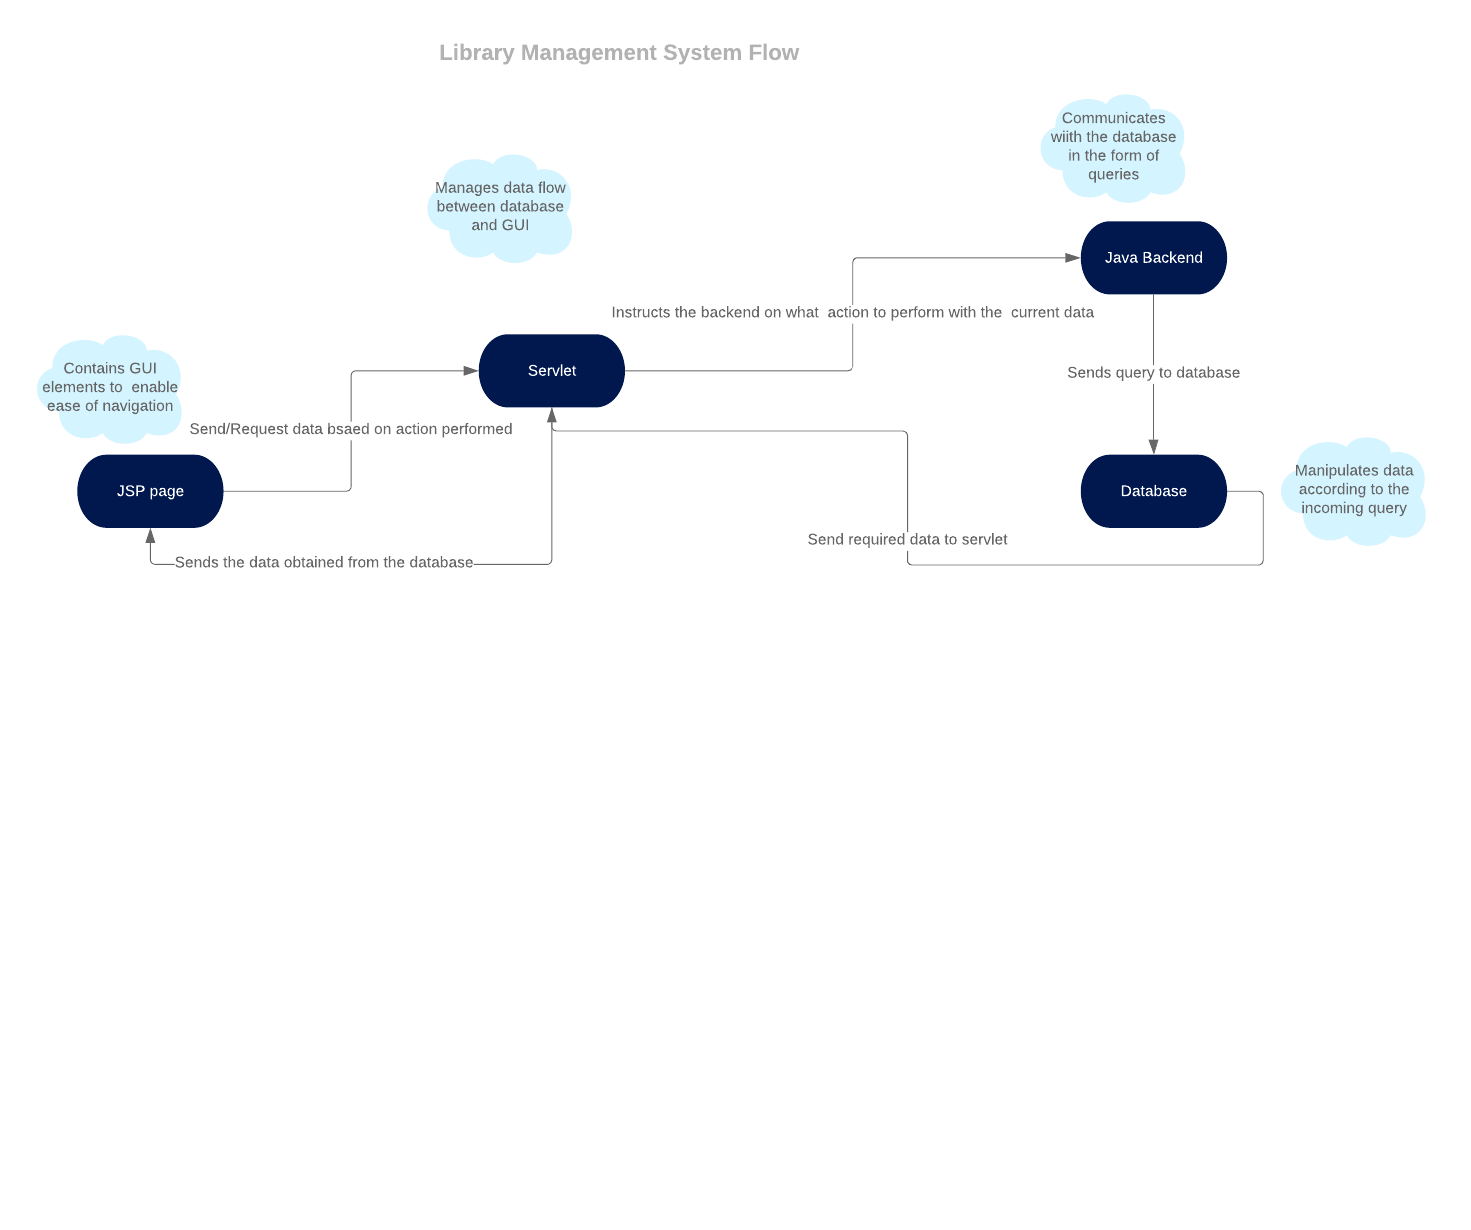 Library Management System Flow
Communicates
wiith the database
in the form of
queries
Manages data flow
between database
and GUI
Java Backend
Instructs the backend on what  action to perform with the  current data
Contains GUI
elements to  enable
ease of navigation
Servlet
Sends query to database
Send/Request data bsaed on action performed
JSP page
Database
Manipulates data
according to the
incoming query
Send required data to servlet
Sends the data obtained from the database